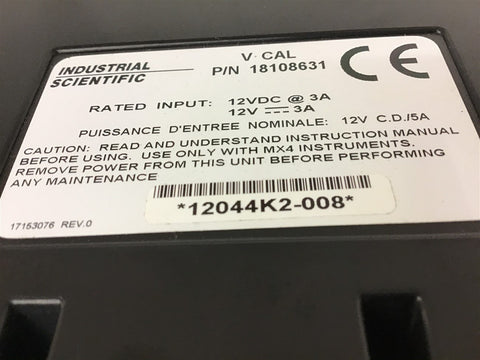 INDUSTRIAL SCIENTIFIC
V·CAL
P/N 18108631
CE
RATED INPUT: 12VDC @ 3A
12V ⎓ 3A
PUISSANCE D'ENTREE NOMINALE: 12V C.D./5A
CAUTION: READ AND UNDERSTAND INSTRUCTION MANUAL
BEFORE USING. USE ONLY WITH MX4 INSTRUMENTS.
REMOVE POWER FROM THIS UNIT BEFORE PERFORMING
ANY MAINTENANCE
*12044K2-008*
17153076 REV.0